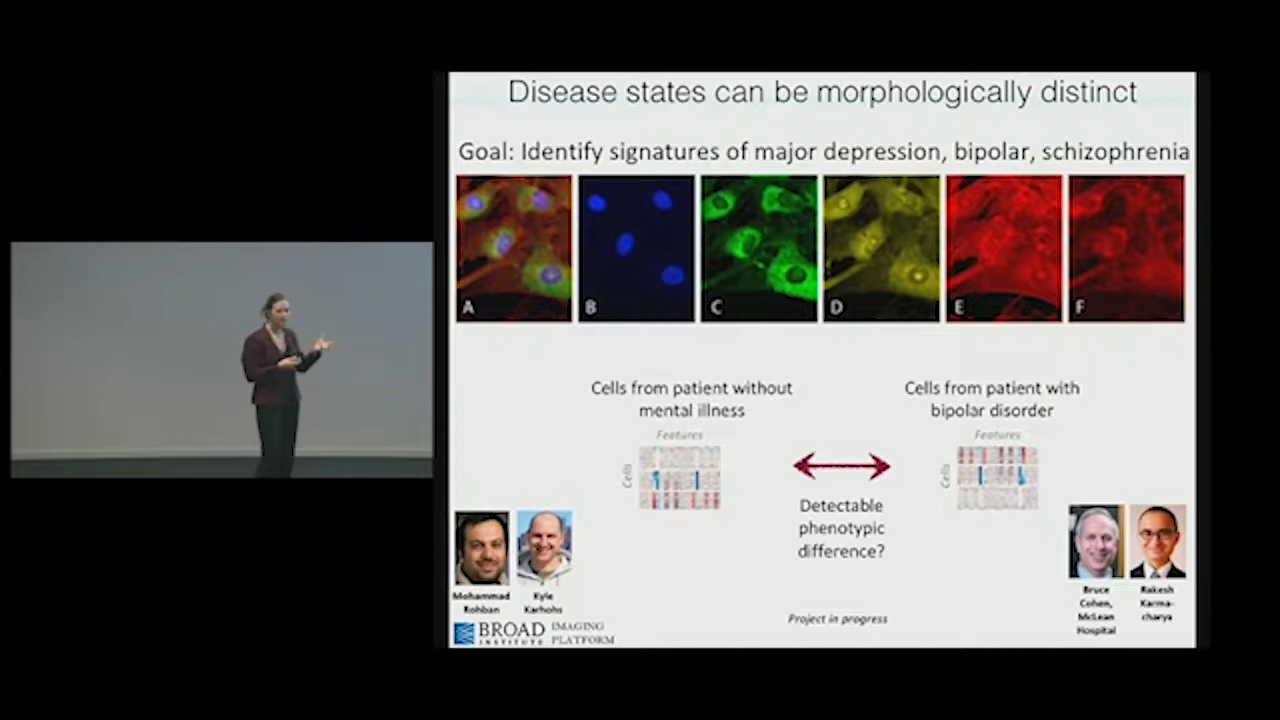 Disease states can be morphologically distinct
Goal: Identify signatures of major depression, bipolar, schizophrenia
A
B
C
D
E
F
Cells from patient without
mental illness
Features
Cells
Detectable
phenotypic
difference?
Cells from patient with
bipolar disorder
Features
Cells
Mohammad
Rohban
Kyle
Karhohs
Bruce
Cohen,
McLean
Hospital
Rakesh
Karma-
charya
Project in progress
BROAD
INSTITUTE
IMAGING
PLATFORM